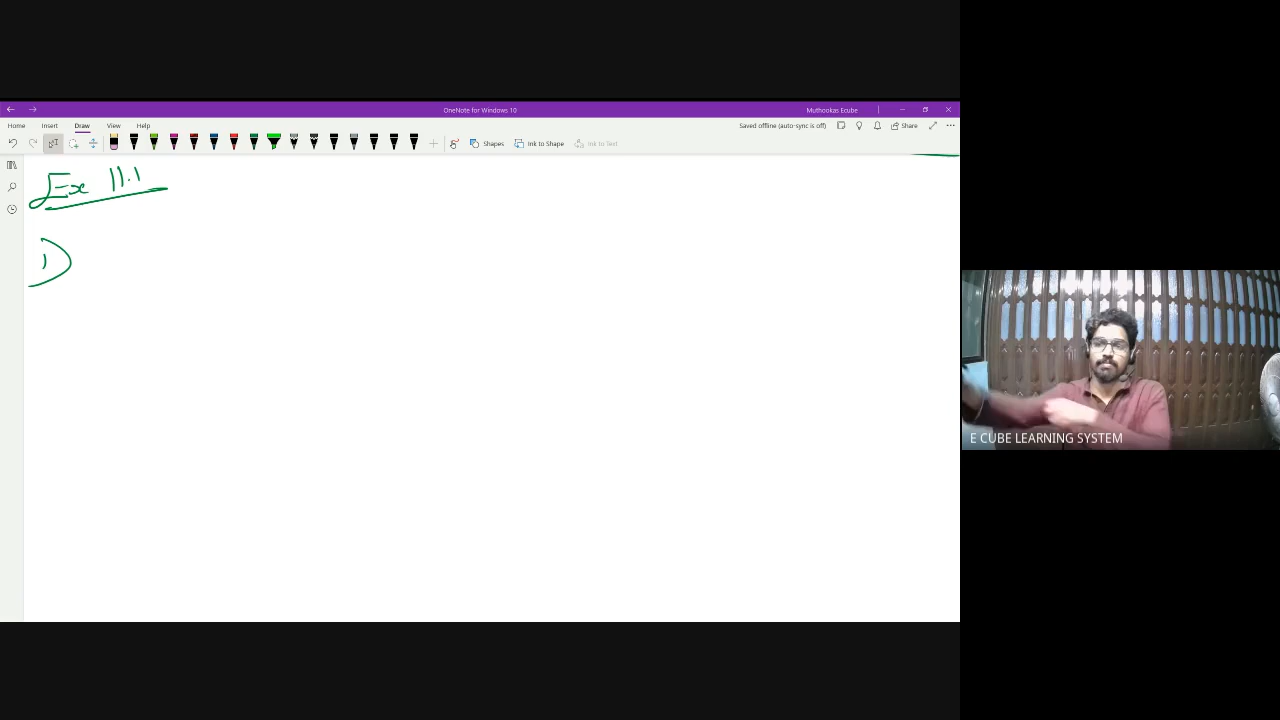 OneNote for Windows 10
Muthookas Ecube
Home Insert Draw View Help
Saved offline (auto-sync is off) Share
Shapes Ink to Shape Ink to Text
Ex 11.1
1)
E CUBE LEARNING SYSTEM